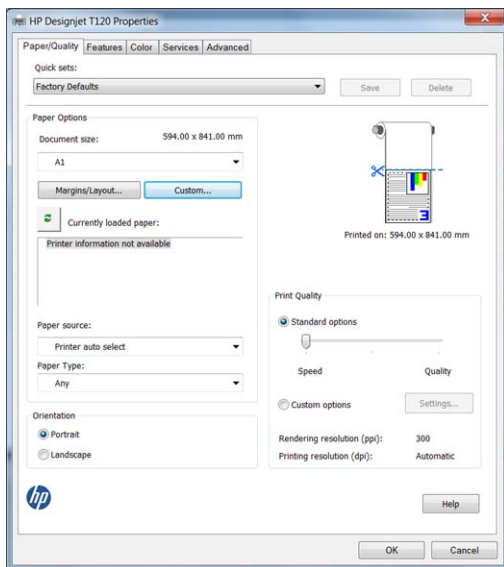 HP Designjet T120 Properties
Paper/Quality Features Color Services Advanced
Quick sets:
Factory Defaults
Save Delete
Paper Options
Document size: 594.00 x 841.00 mm
A1
Margins/Layout... Custom...
Currently loaded paper:
Printer information not available
Printed on: 594.00 x 841.00 mm
Paper source:
Printer auto select
Paper Type:
Any
Print Quality
Standard options
Speed Quality
Custom options Settings...
Rendering resolution (ppi): 300
Printing resolution (dpi): Automatic
Orientation
Portrait
Landscape
hp
Help
OK Cancel